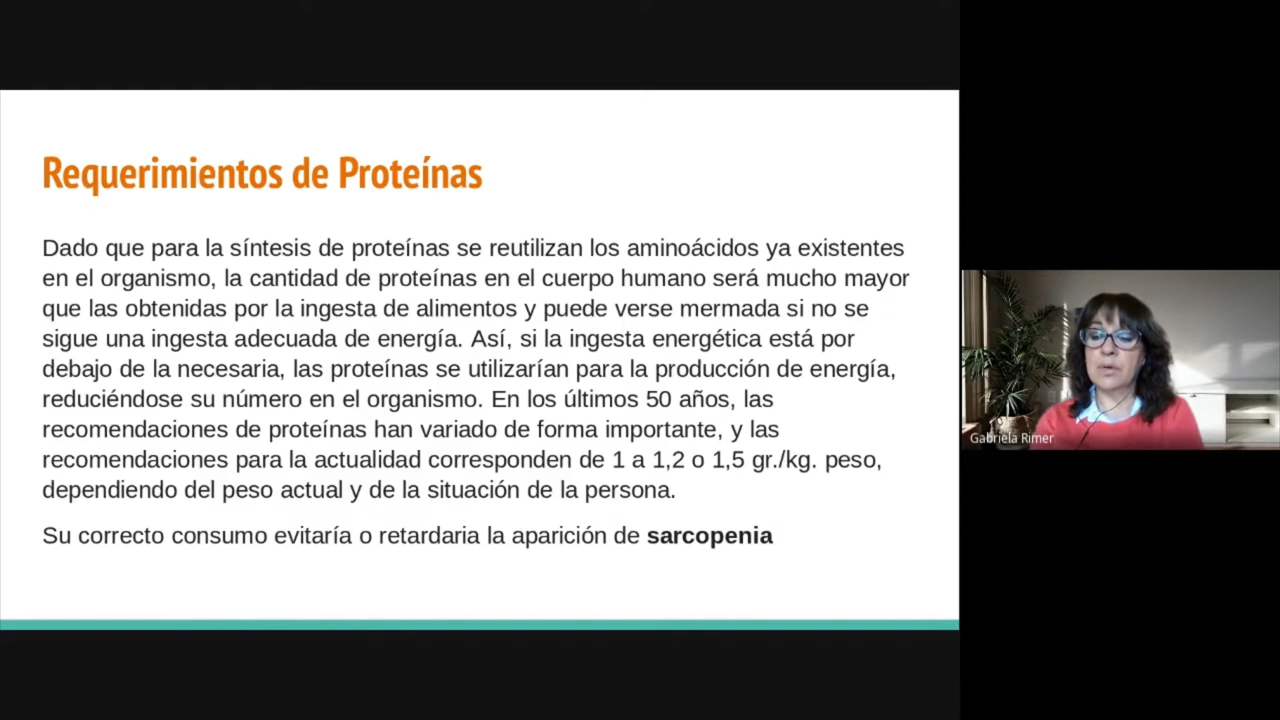 Requerimientos de Proteínas
Dado que para la síntesis de proteínas se reutilizan los aminoácidos ya existentes
en el organismo, la cantidad de proteínas en el cuerpo humano será mucho mayor
que las obtenidas por la ingesta de alimentos y puede verse mermada si no se
sigue una ingesta adecuada de energía. Así, si la ingesta energética está por
debajo de la necesaria, las proteínas se utilizarían para la producción de energía,
reduciéndose su número en el organismo. En los últimos 50 años, las
recomendaciones de proteínas han variado de forma importante, y las
recomendaciones para la actualidad corresponden de 1 a 1,2 o 1,5 gr./kg. peso,
dependiendo del peso actual y de la situación de la persona.
Su correcto consumo evitaría o retardaria la aparición de sarcopenia
Gabriela Rimer